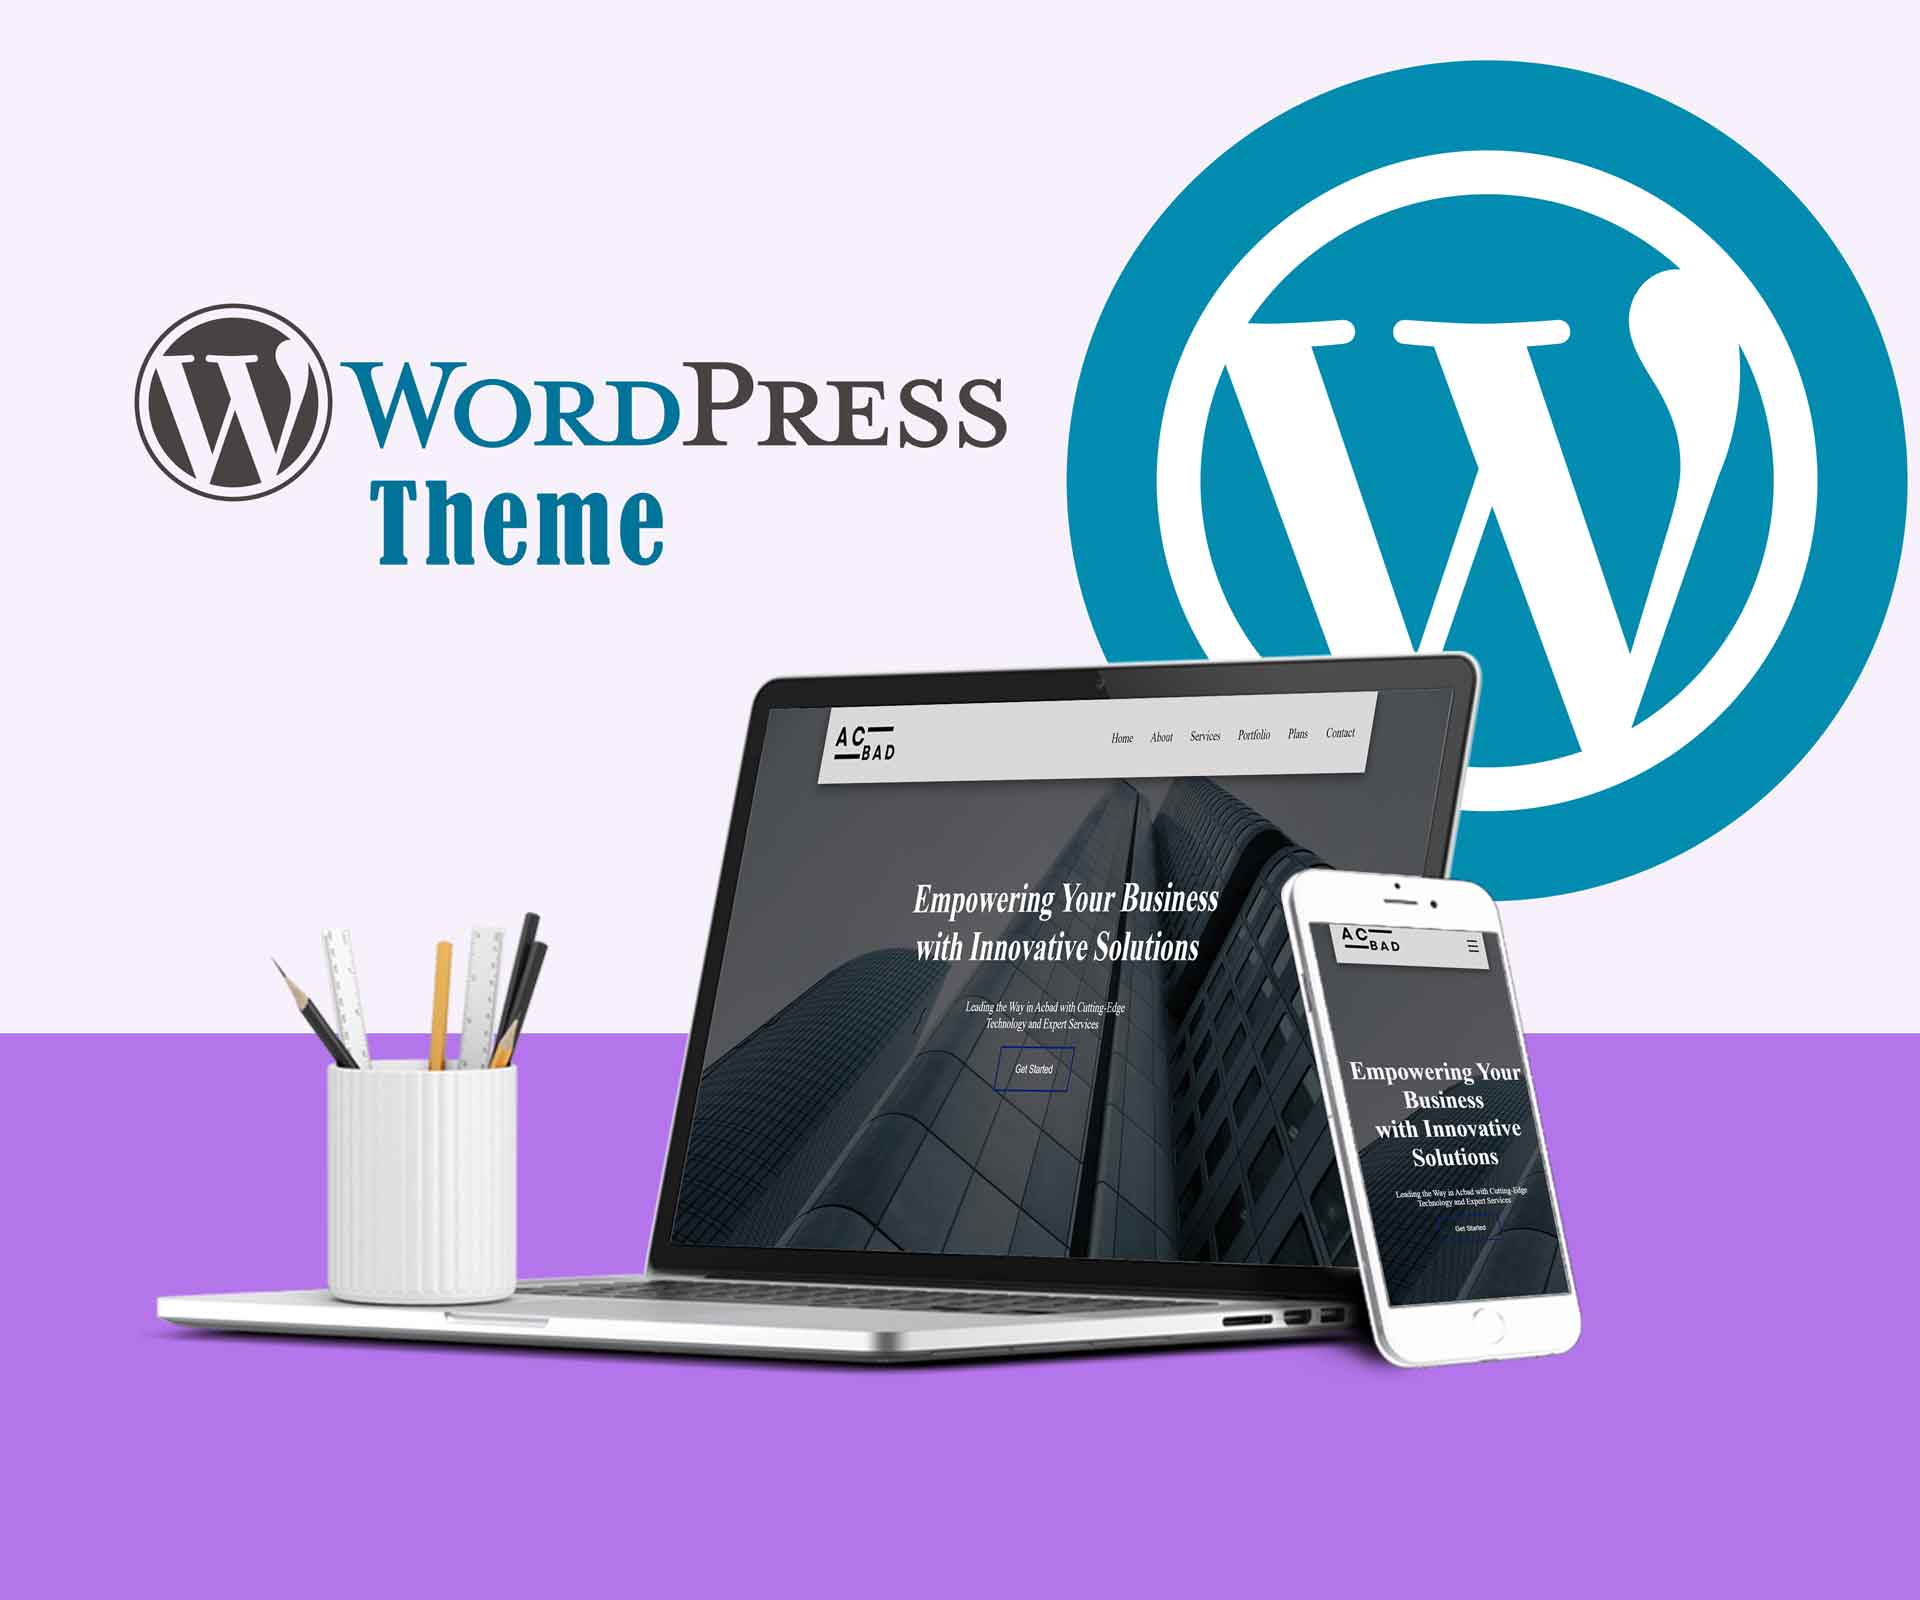 WORDPRESS
Theme
AC
BAD
Home About Services Portfolio Plans Contact
Empowering Your Business
with Innovative Solutions
Leading the Way in Acbad with Cutting-Edge
Technology and Expert Services
Get Started
AC
BAD
Empowering Your
Business
with Innovative
Solutions
Leading the Way in Acbad with Cutting-Edge
Technology and Expert Services
Get Started